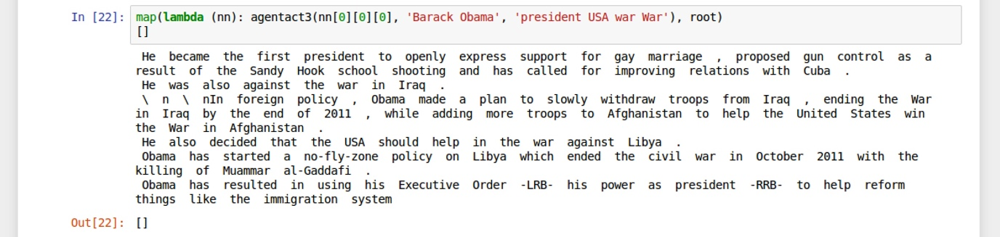 In [22]: map(lambda (nn): agentact3(nn[0][0][0], 'Barack Obama', 'president USA war War'), root)
[]
He became the first president to openly express support for gay marriage , proposed gun control as a
result of the Sandy Hook school shooting and has called for improving relations with Cuba .
He was also against the war in Iraq .
\ n \ nIn foreign policy , Obama made a plan to slowly withdraw troops from Iraq , ending the War
in Iraq by the end of 2011 , while adding more troops to Afghanistan to help the United States win
the War in Afghanistan .
He also decided that the USA should help in the war against Libya .
Obama has started a no-fly-zone policy on Libya which ended the civil war in October 2011 with the
killing of Muammar al-Gaddafi .
Obama has resulted in using his Executive Order -LRB- his power as president -RRB- to help reform
things like the immigration system
Out[22]: []